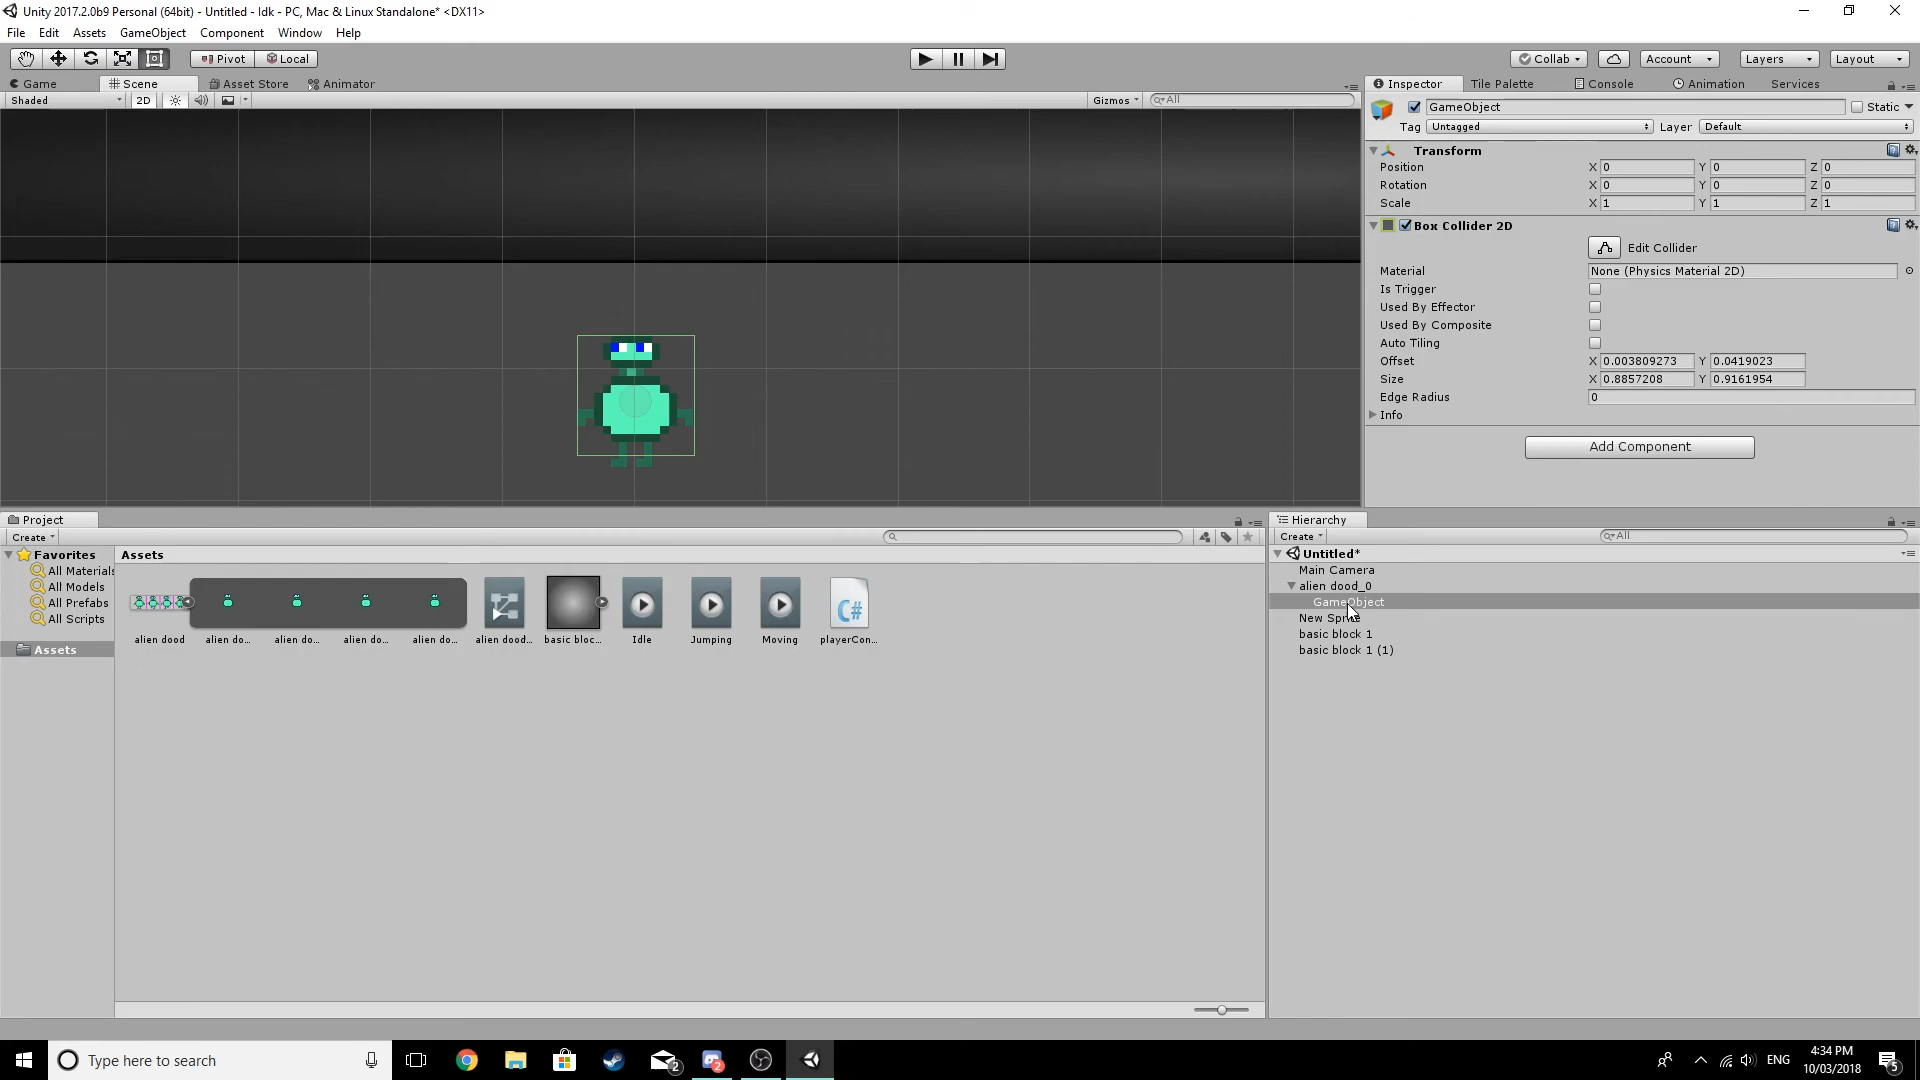 Unity 2017.2.0b9 Personal (64bit) - Untitled - Idk - PC, Mac & Linux Standalone* <DX11>
File Edit Assets GameObject Component Window Help
Pivot Local Collab Account Layers Layout
Game Scene Asset Store Animator
Shaded 2D Gizmos All
Inspector Tile Palette Console Animation Services
GameObject Static
Tag Untagged Layer Default
Transform
Position X 0 Y 0 Z 0
Rotation X 0 Y 0 Z 0
Scale X 1 Y 1 Z 1
Box Collider 2D
Edit Collider
Material None (Physics Material 2D)
Is Trigger
Used By Effector
Used By Composite
Auto Tiling
Offset X 0.003809273 Y 0.0419023
Size X 0.8857208 Y 0.9161954
Edge Radius 0
Info
Add Component
Project
Create
Favorites
All Materials
All Models
All Prefabs
All Scripts
Assets
Assets
C#
alien dood alien do... alien do... alien do... alien do... alien dood... basic bloc... Idle Jumping Moving playerCon...
Hierarchy
Create All
Untitled*
Main Camera
alien dood_0
GameObject
New Sprite
basic block 1
basic block 1 (1)
Type here to search
2
2
ENG
4:34 PM
10/03/2018
5